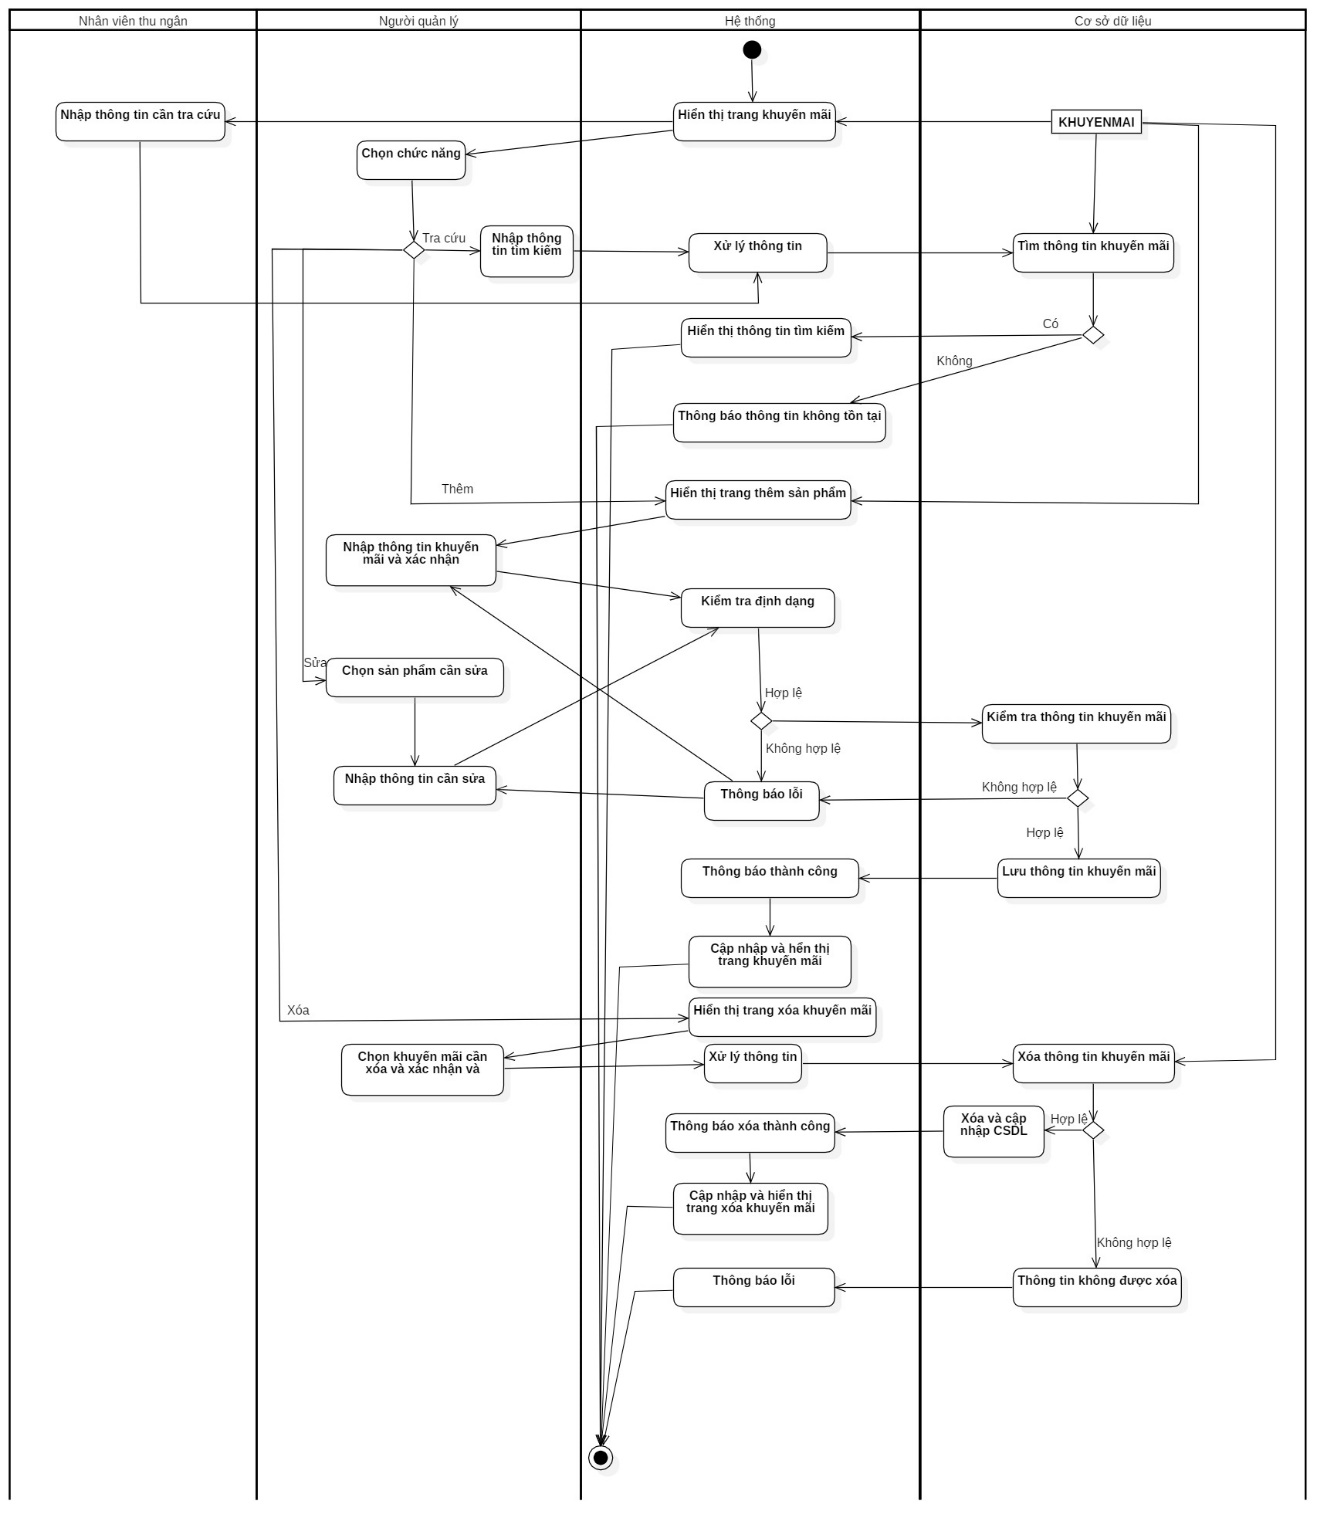 Nhân viên thu ngân
Người quản lý
Hệ thống
Cơ sở dữ liệu
Nhập thông tin cần tra cứu
Hiển thị trang khuyến mãi
KHUYENMAI
Chọn chức năng
Tra cứu
Nhập thông
tin tìm kiếm
Xử lý thông tin
Tìm thông tin khuyến mãi
Hiển thị thông tin tìm kiếm
Có
Không
Thông báo thông tin không tồn tại
Thêm
Hiển thị trang thêm sản phẩm
Nhập thông tin khuyến
mãi và xác nhận
Kiểm tra định dạng
Sửa
Chọn sản phẩm cần sửa
Hợp lệ
Kiểm tra thông tin khuyến mãi
Không hợp lệ
Nhập thông tin cần sửa
Thông báo lỗi
Không hợp lệ
Hợp lệ
Thông báo thành công
Lưu thông tin khuyến mãi
Cập nhập và hển thị
trang khuyến mãi
Xóa
Hiển thị trang xóa khuyến mãi
Chọn khuyến mãi cần
xóa và xác nhận và
Xử lý thông tin
Xóa thông tin khuyến mãi
Thông báo xóa thành công
Xóa và cập
nhập CSDL
Hợp lệ
Cập nhập và hiển thị
trang xóa khuyến mãi
Không hợp lệ
Thông báo lỗi
Thông tin không được xóa